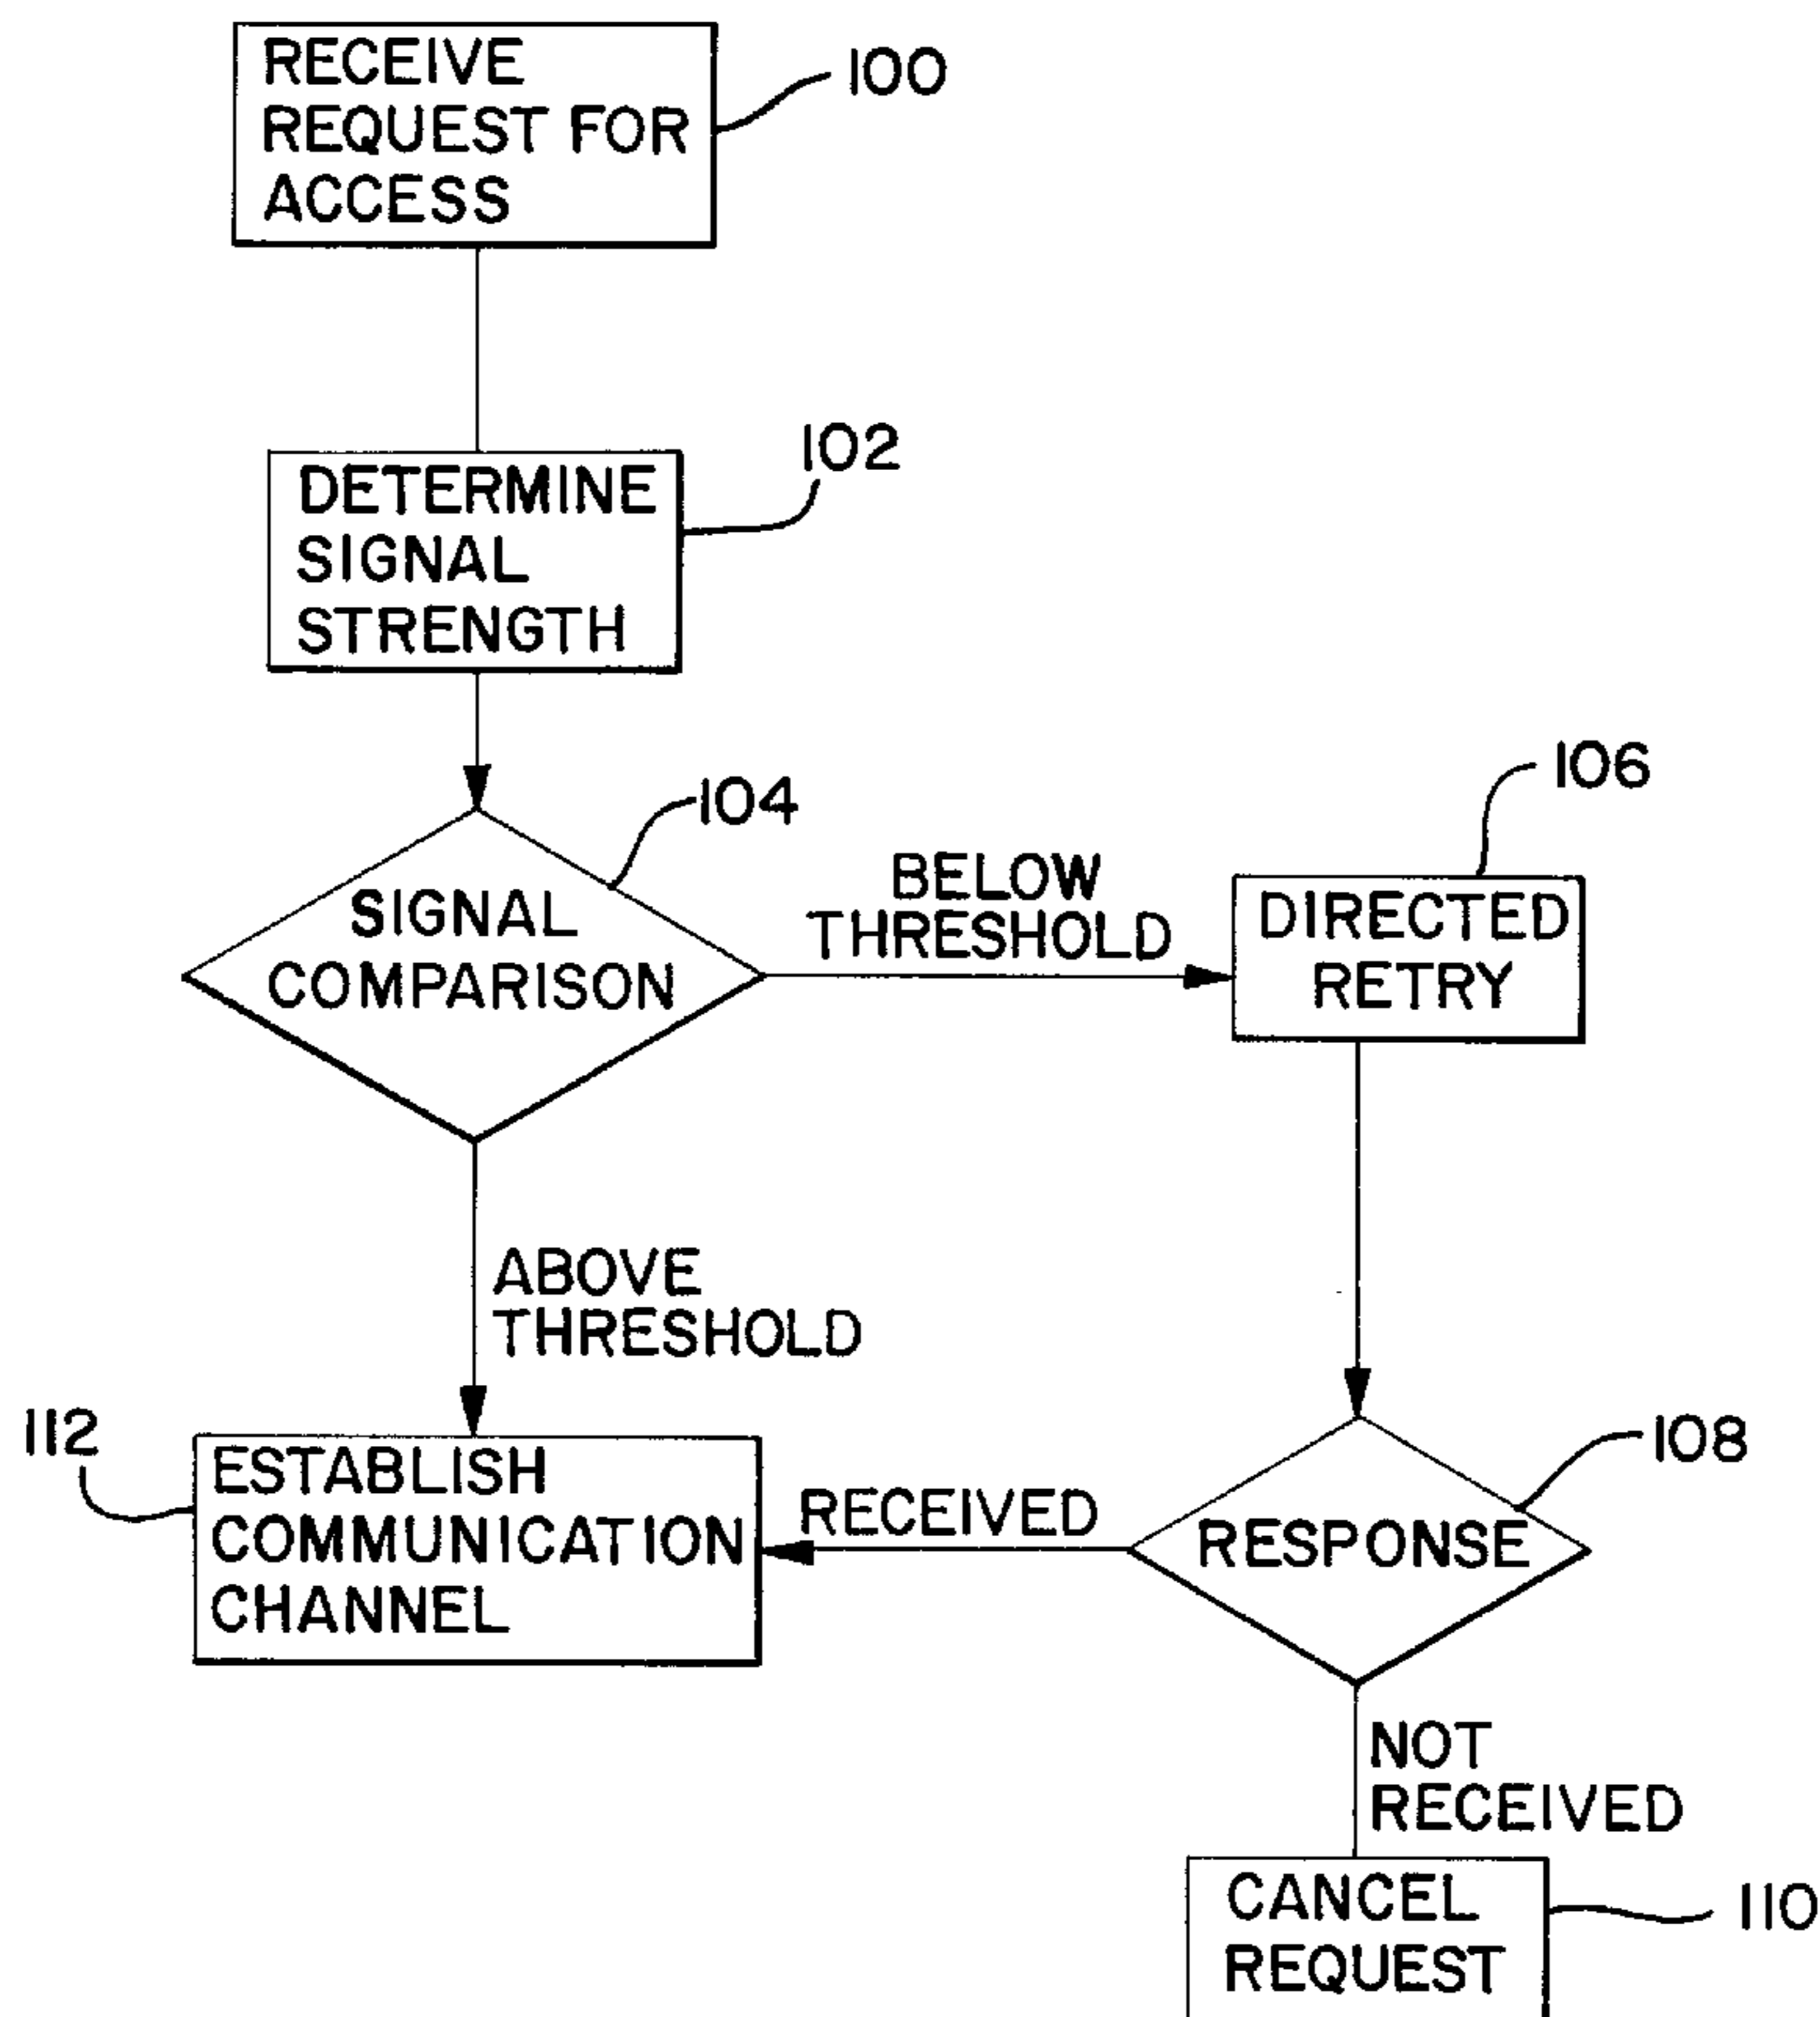 RECEIVE
REQUEST FOR
ACCESS
100
DETERMINE
SIGNAL
STRENGTH
102
SIGNAL
COMPARISON
104
BELOW
THRESHOLD
DIRECTED
RETRY
106
ABOVE
THRESHOLD
112
ESTABLISH
COMMUNICATION
CHANNEL
RECEIVED
RESPONSE
108
NOT
RECEIVED
CANCEL
REQUEST
110